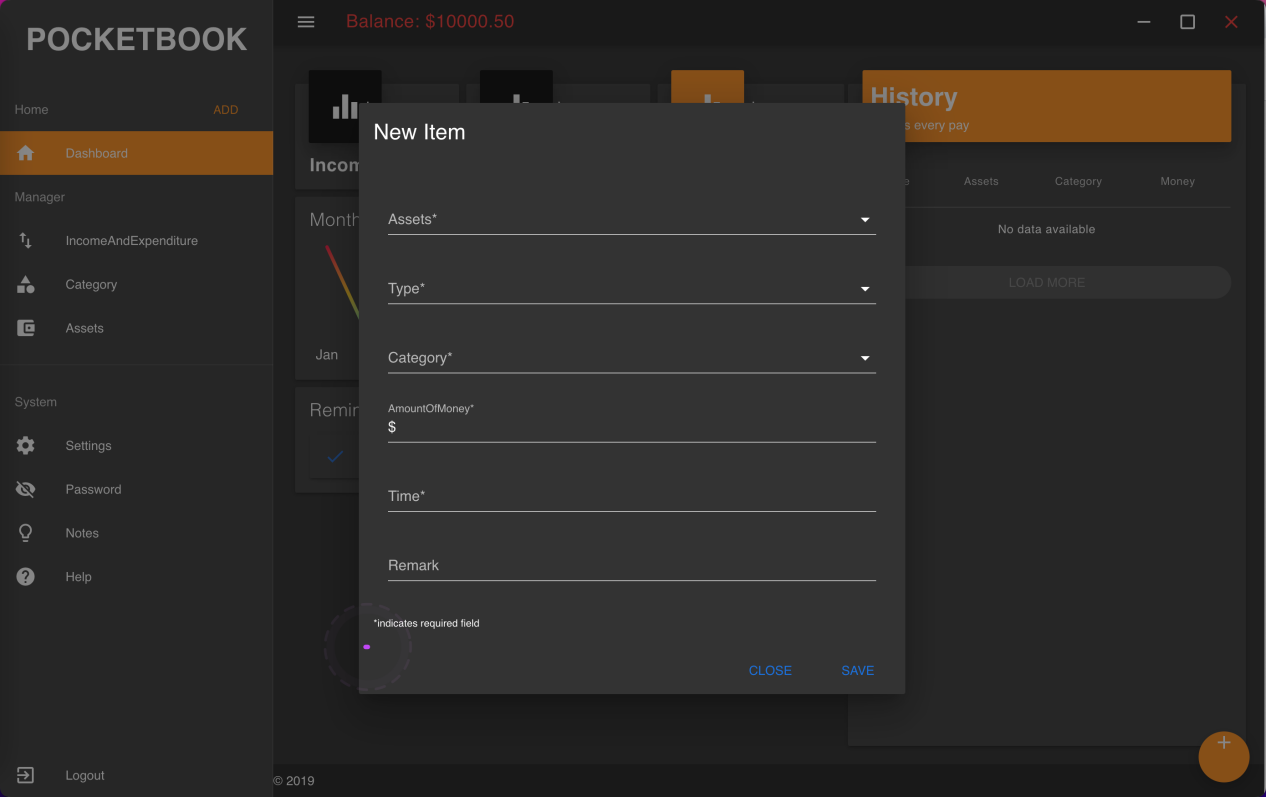 POCKETBOOK
Balance: $10000.50
Home
ADD
Dashboard
Manager
IncomeAndExpenditure
Category
Assets
System
Settings
Password
Notes
Help
Logout
Month
Jan
New Item
Assets*
Type*
Category*
AmountOfMoney*
$
Time*
Remark
*indicates required field
CLOSE
SAVE
History
every pay
Assets
Category
Money
No data available
LOAD MORE
© 2019